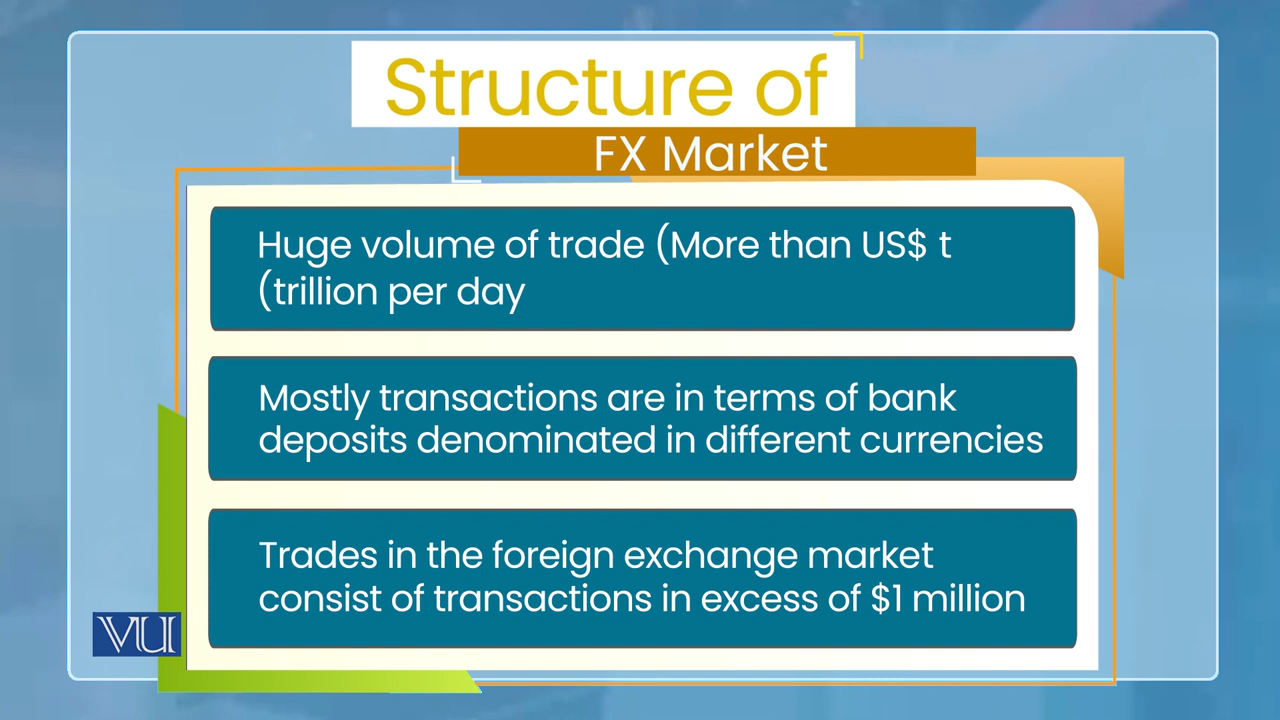 Structure of
FX Market
Huge volume of trade (More than US$ t
(trillion per day
Mostly transactions are in terms of bank
deposits denominated in different currencies
Trades in the foreign exchange market
consist of transactions in excess of $1 million
VU